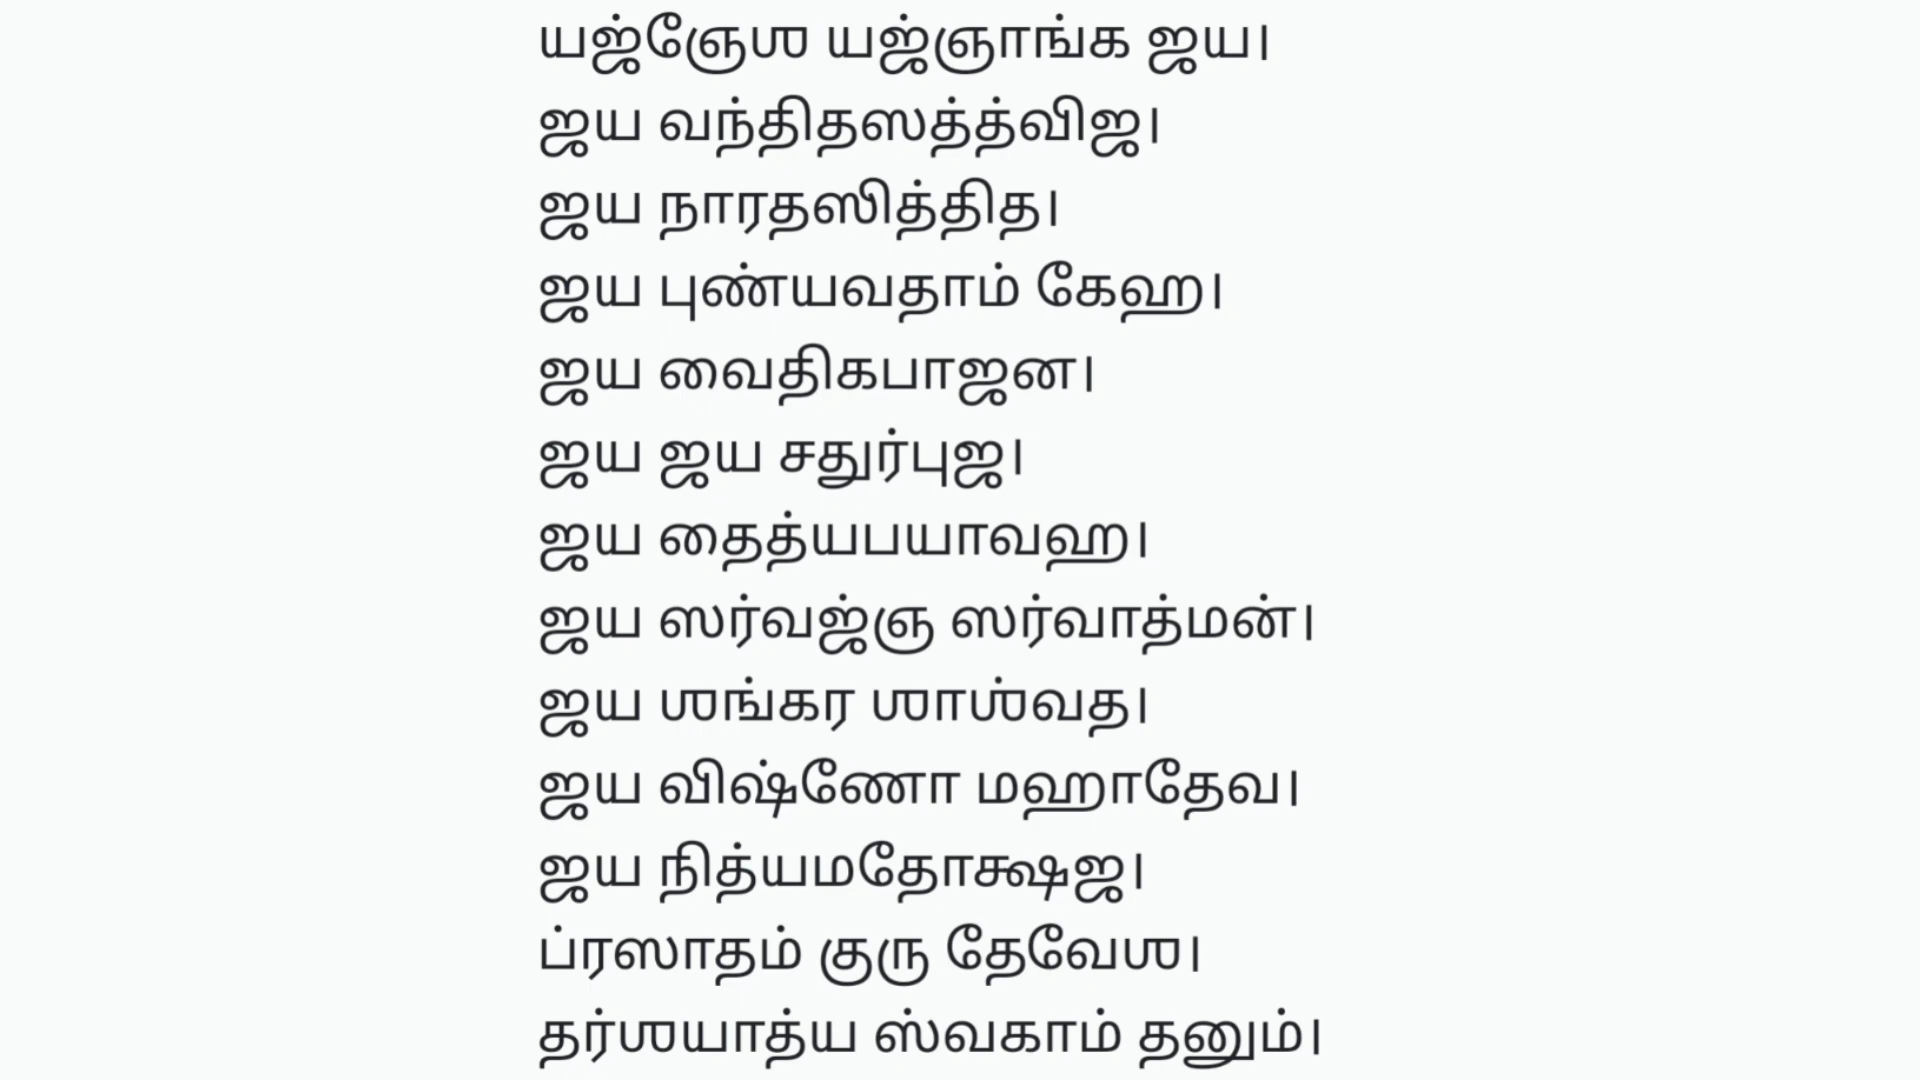 யஜ்ஞேஶ யஜ்ஞாங்க ஜய।
ஜய வந்திதஸத்த்விஜ।
ஜய நாரதஸித்தித।
ஜய புண்யவதாம் கேஹ।
ஜய வைதிகபாஜன।
ஜய ஜய சதுர்புஜ।
ஜய தைத்யபயாவஹ।
ஜய ஸர்வஜ்ஞ ஸர்வாத்மன்।
ஜய ஶங்கர ஶாஶ்வத।
ஜய விஷ்ணோ மஹாதேவ।
ஜய நித்யமதோக்ஷஜ।
ப்ரஸாதம் குரு தேவேஶ।
தர்ஶயாத்ய ஸ்வகாம் தனும்।